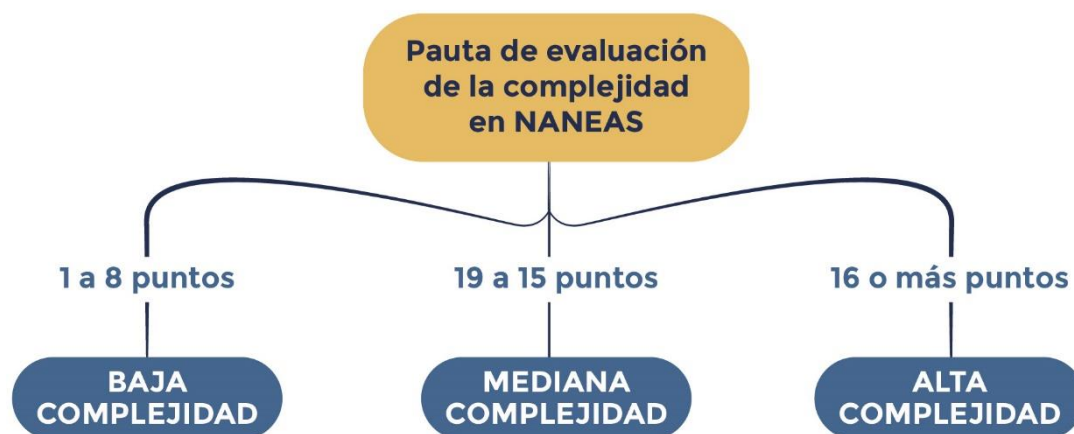 Pauta de evaluación
de la complejidad
en NANEAS
1 a 8 puntos
19 a 15 puntos
16 o más puntos
BAJA
COMPLEJIDAD
MEDIANA
COMPLEJIDAD
ALTA
COMPLEJIDAD